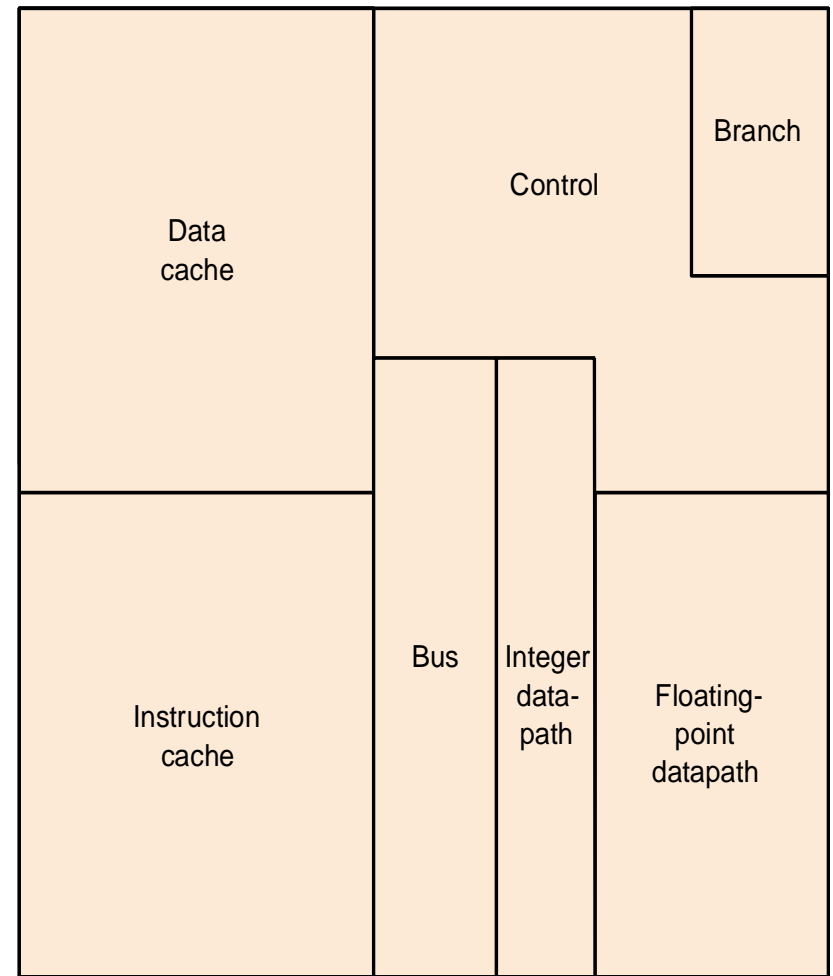 Data
cache
Control
Branch
Instruction
cache
Bus
Integer
data-
path
Floating-
point
datapath